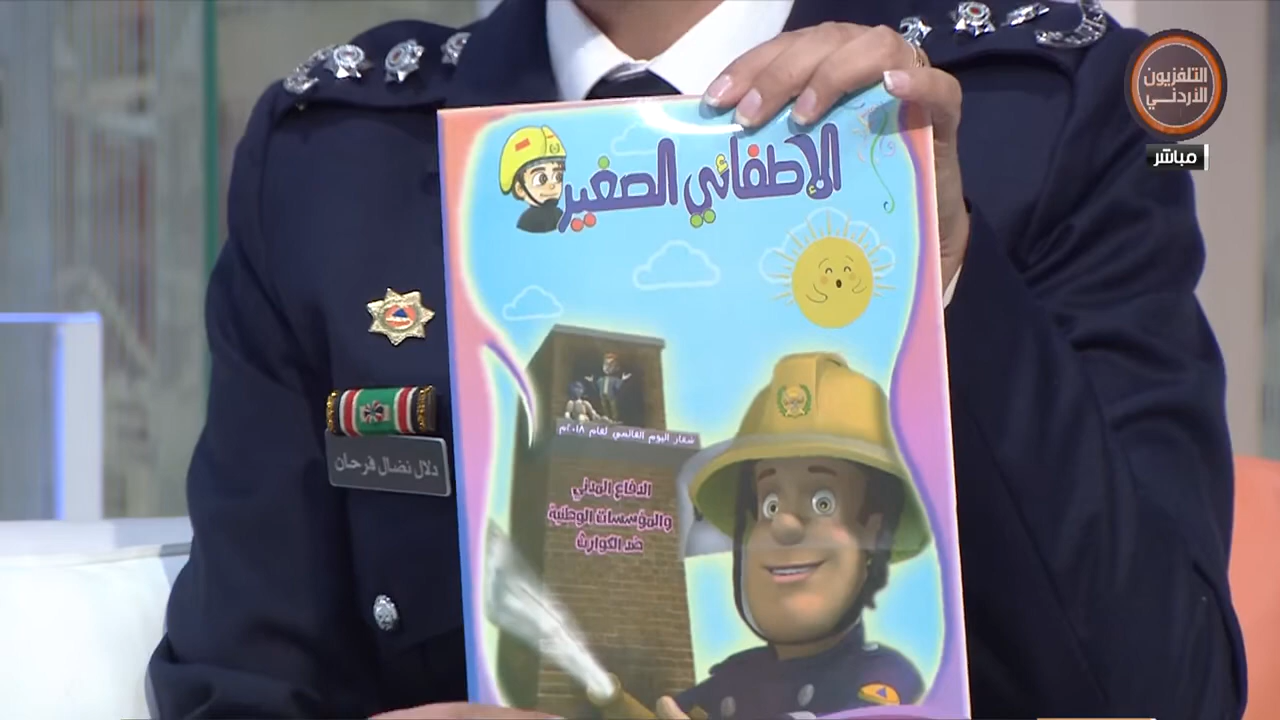 التلفزيون
الأردني
مباشر
الإطفائي الصغير
شعار اليوم العالمي لعام ٢٠١٨م
الدفاع المدني
والمؤسسات الوطنية
ضد الكوارث
دلال نضال فرحان